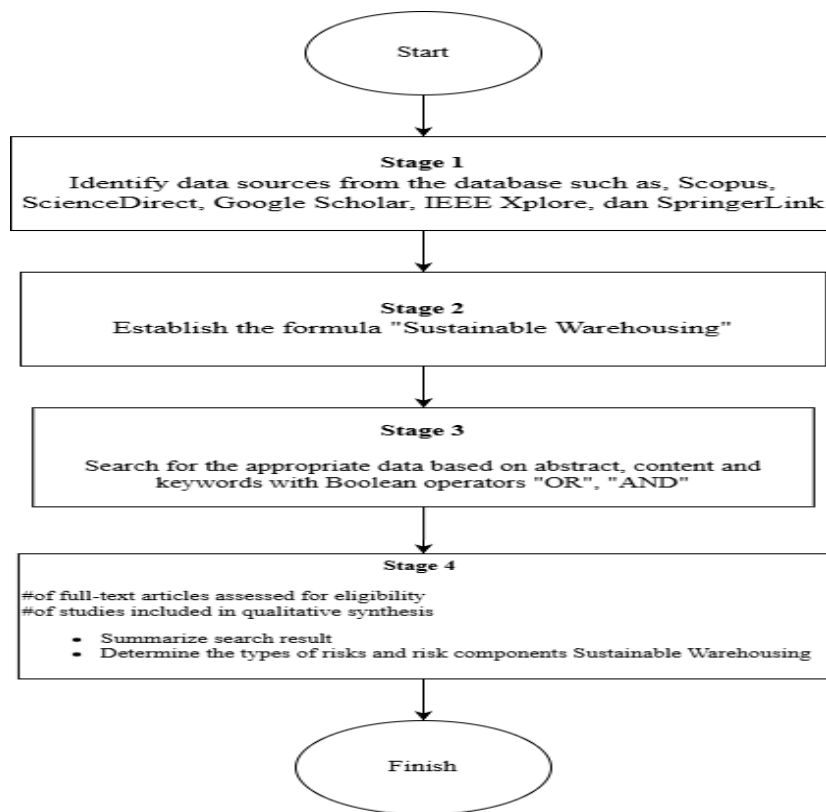 Start
Stage 1
Identify data sources from the database such as, Scopus,
ScienceDirect, Google Scholar, IEEE Xplore, dan SpringerLink
Stage 2
Establish the formula "Sustainable Warehousing"
Stage 3
Search for the appropriate data based on abstract, content and
keywords with Boolean operators "OR", "AND"
Stage 4
#of full-text articles assessed for eligibility
#of studies included in qualitative synthesis
• Summarize search result
• Determine the types of risks and risk components Sustainable Warehousing
Finish